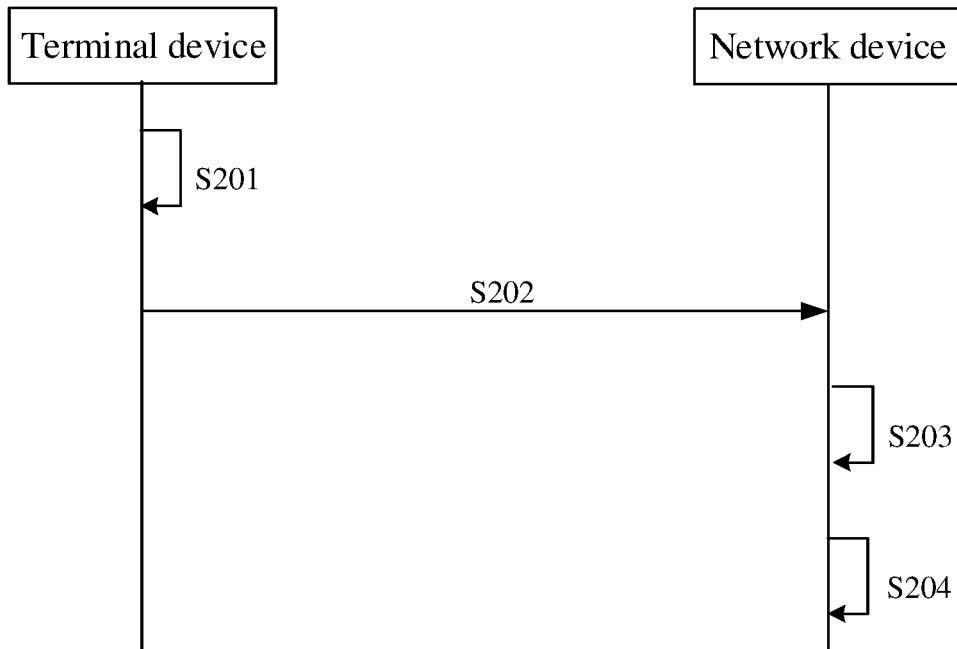 Terminal device
Network device
S201
S202
S203
S204